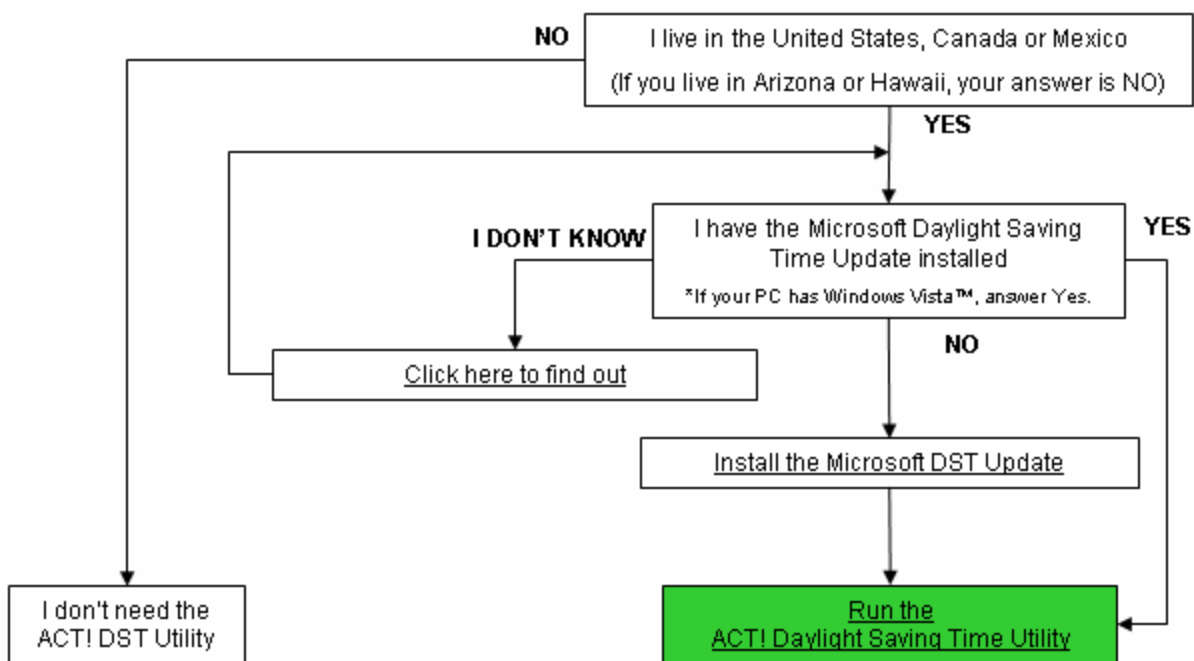 NO
I live in the United States, Canada or Mexico
(If you live in Arizona or Hawaii, your answer is NO)
YES
I DON'T KNOW
I have the Microsoft Daylight Saving
Time Update installed
*If your PC has Windows Vista™, answer Yes.
YES
NO
Click here to find out
Install the Microsoft DST Update
I don't need the
ACT! DST Utility
Run the
ACT! Daylight Saving Time Utility